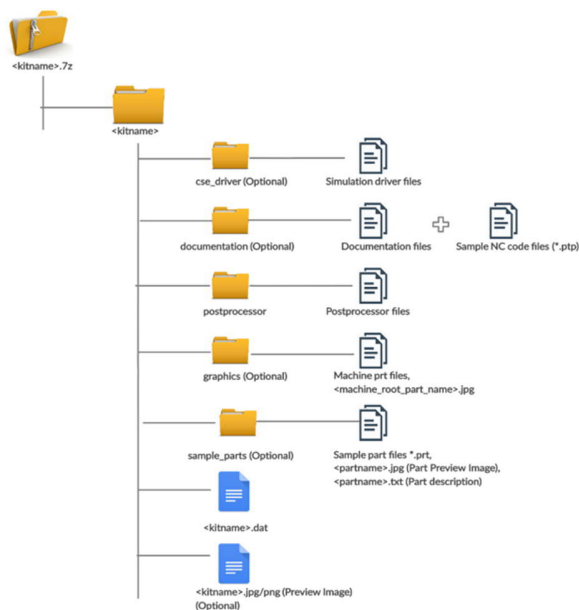 <kitname>.7z
<kitname>
cse_driver (Optional)
Simulation driver files
documentation (Optional)
Documentation files
Sample NC code files (*.ptp)
postprocessor
Postprocessor files
graphics (Optional)
Machine prt files,
<machine_root_part_name>.jpg
sample_parts (Optional)
Sample part files *.prt,
<partname>.jpg (Part Preview Image),
<partname>.txt (Part description)
<kitname>.dat
<kitname>.jpg/png (Preview Image)
(Optional)